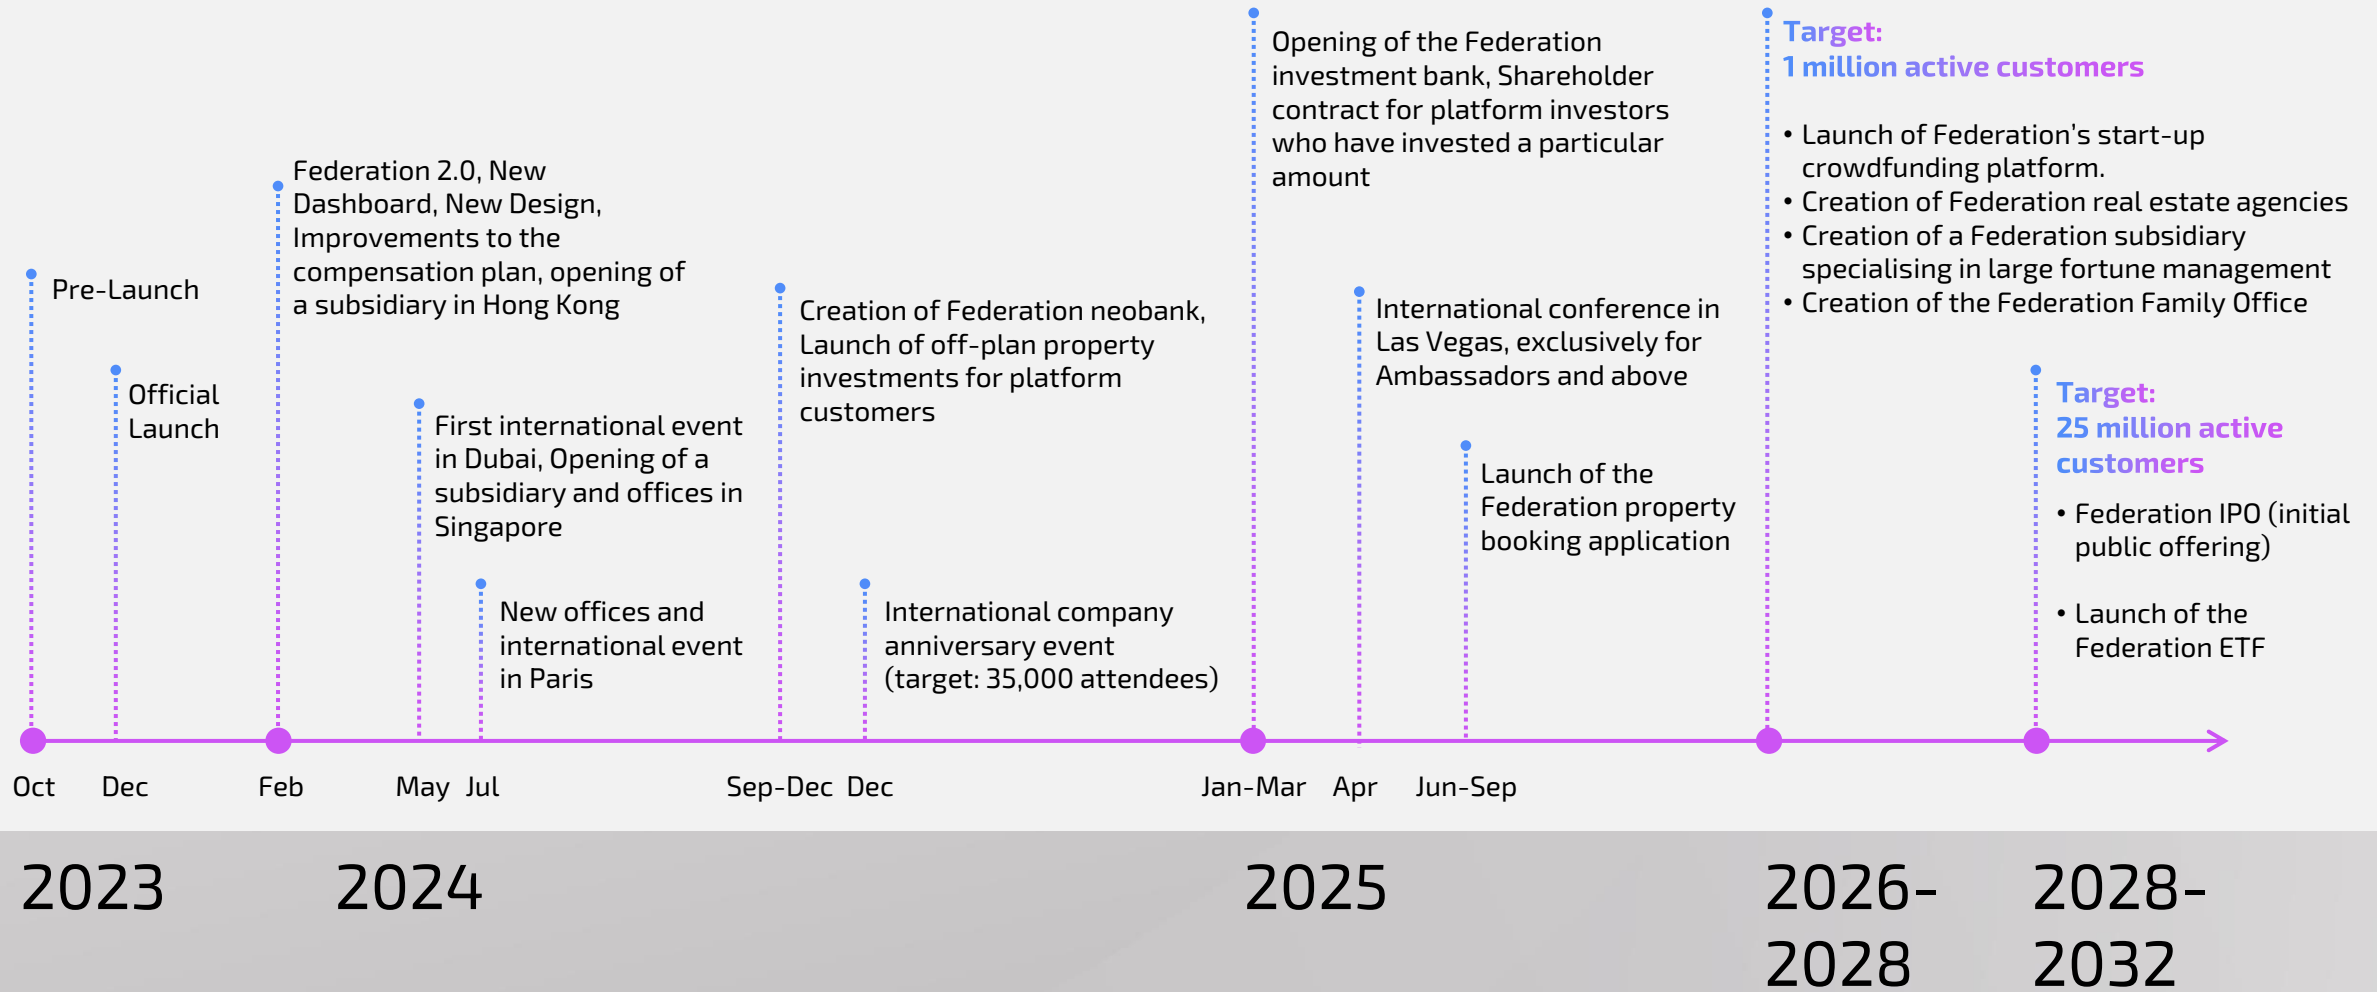 Pre-Launch
Official
Launch
Federation 2.0, New
Dashboard, New Design,
Improvements to the
compensation plan, opening of
a subsidiary in Hong Kong
First international event
in Dubai, Opening of a
subsidiary and offices in
Singapore
New offices and
international event
in Paris
Creation of Federation neobank,
Launch of off-plan property
investments for platform
customers
International company
anniversary event
(target: 35,000 attendees)
Opening of the Federation
investment bank, Shareholder
contract for platform investors
who have invested a particular
amount
International conference in
Las Vegas, exclusively for
Ambassadors and above
Launch of the
Federation property
booking application
Target:
1 million active customers
• Launch of Federation’s start-up
crowdfunding platform.
• Creation of Federation real estate agencies
• Creation of a Federation subsidiary
specialising in large fortune management
• Creation of the Federation Family Office
Target:
25 million active
customers
• Federation IPO (initial
public offering)
• Launch of the
Federation ETF
Oct Dec Feb May Jul Sep-Dec Dec Jan-Mar Apr Jun-Sep
2023 2024 2025 2026- 2028-
2028 2032